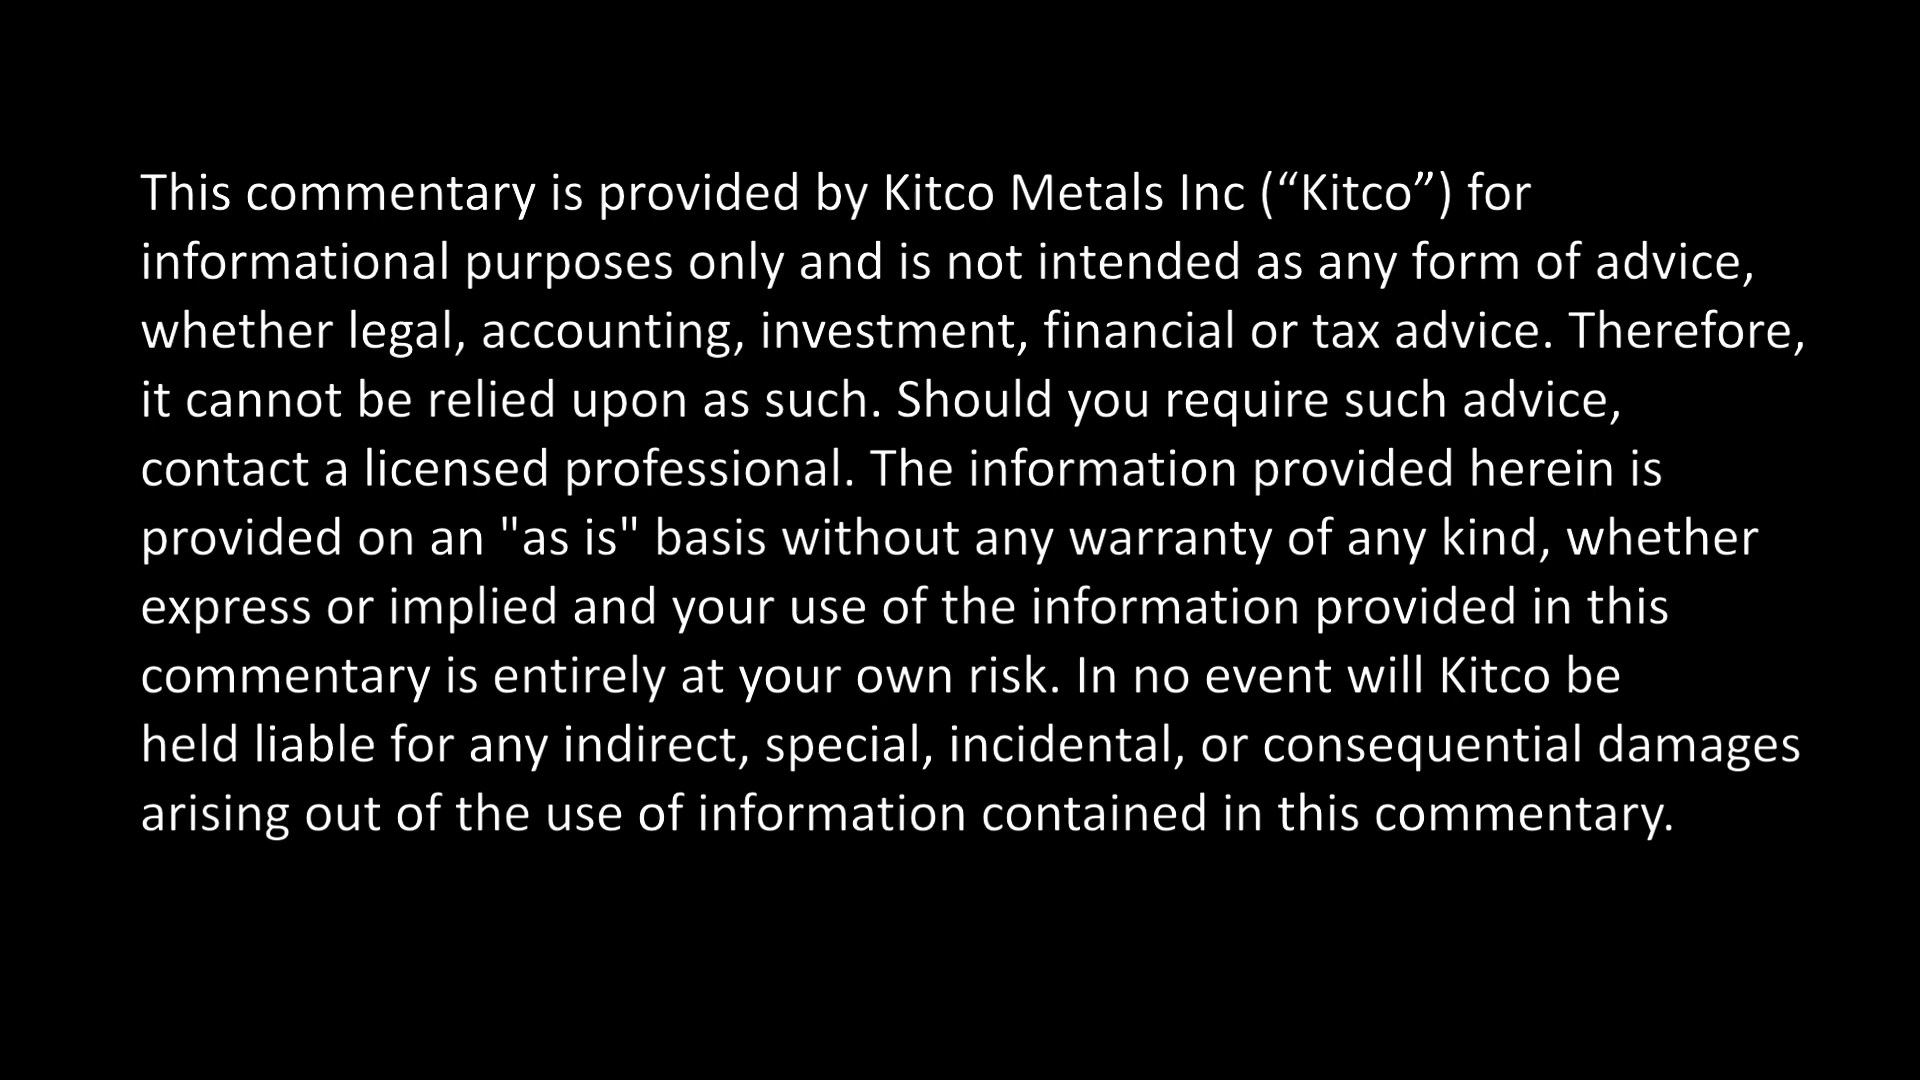 This commentary is provided by Kitco Metals Inc (“Kitco”) for
informational purposes only and is not intended as any form of advice,
whether legal, accounting, investment, financial or tax advice. Therefore,
it cannot be relied upon as such. Should you require such advice,
contact a licensed professional. The information provided herein is
provided on an "as is" basis without any warranty of any kind, whether
express or implied and your use of the information provided in this
commentary is entirely at your own risk. In no event will Kitco be
held liable for any indirect, special, incidental, or consequential damages
arising out of the use of information contained in this commentary.